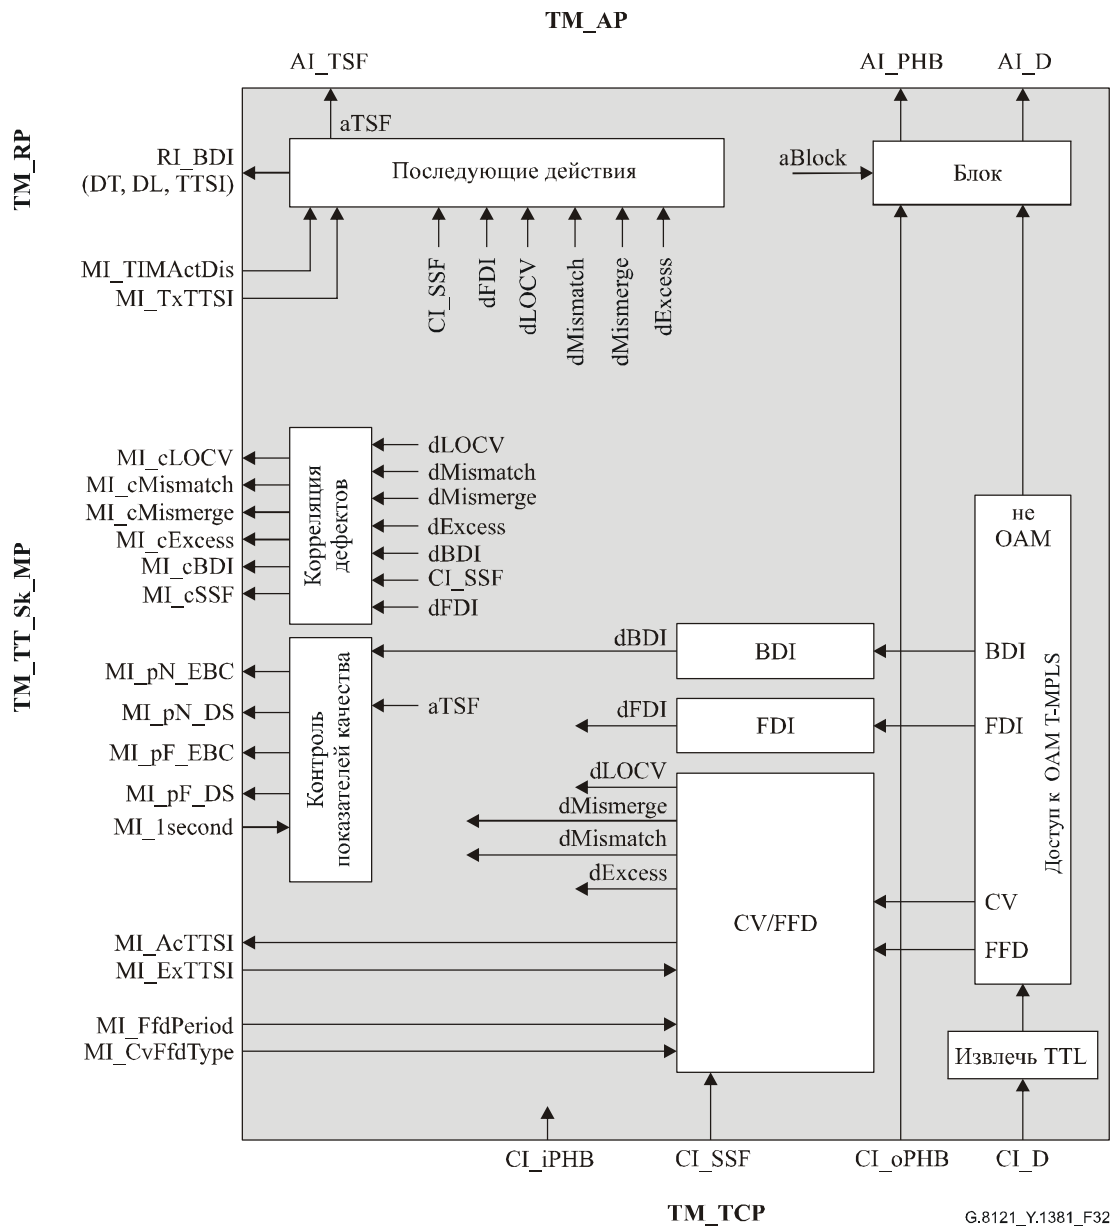 TM_AP
AI_TSF
AI_PHB
AI_D
TM_RP
aTSF
RI_BDI
(DT, DL, TTSI)
Последующие действия
aBlock
Блок
MI_TIMActDis
MI_TxTTSI
CI_SSF
dFDI
dLOCV
dMismatch
dMismerge
dExcess
TM_TT_Sk_MP
MI_cLOCV
MI_cMismatch
MI_cMismerge
MI_cExcess
MI_cBDI
MI_cSSF
Корреляция
дефектов
dLOCV
dMismatch
dMismerge
dExcess
dBDI
CI_SSF
dFDI
не
OAM
Доступ к OAM T-MPLS
BDI
FDI
CV
FFD
dBDI
BDI
dFDI
FDI
MI_pN_EBC
MI_pN_DS
MI_pF_EBC
MI_pF_DS
MI_1second
Контроль
показателей качества
aTSF
dLOCV
dMismerge
dMismatch
dExcess
CV/FFD
MI_AcTTSI
MI_ExTTSI
MI_FfdPeriod
MI_CvFfdType
Извлечь TTL
CI_iPHB
CI_SSF
CI_oPHB
CI_D
TM_TCP
G.8121_Y.1381_F32